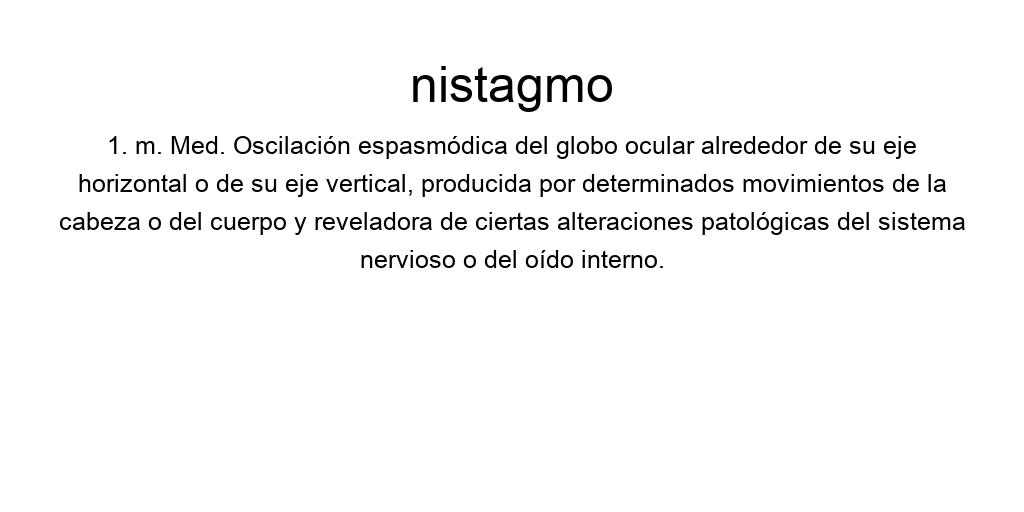 nistagmo
1. m. Med. Oscilación espasmódica del globo ocular alrededor de su eje
horizontal o de su eje vertical, producida por determinados movimientos de la
cabeza o del cuerpo y reveladora de ciertas alteraciones patológicas del sistema
nervioso o del oído interno.